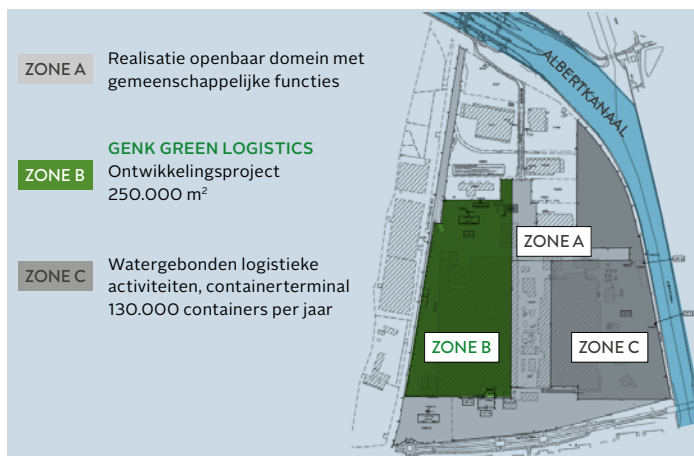 ZONE A
Realisatie openbaar domein met
gemeenschappelijke functies
ZONE B
GENK GREEN LOGISTICS
Ontwikkelingsproject
250.000 m²
ZONE C
Watergebonden logistieke
activiteiten, containerterminal
130.000 containers per jaar
ALBERTKANAAL
ZONE A
ZONE B
ZONE C